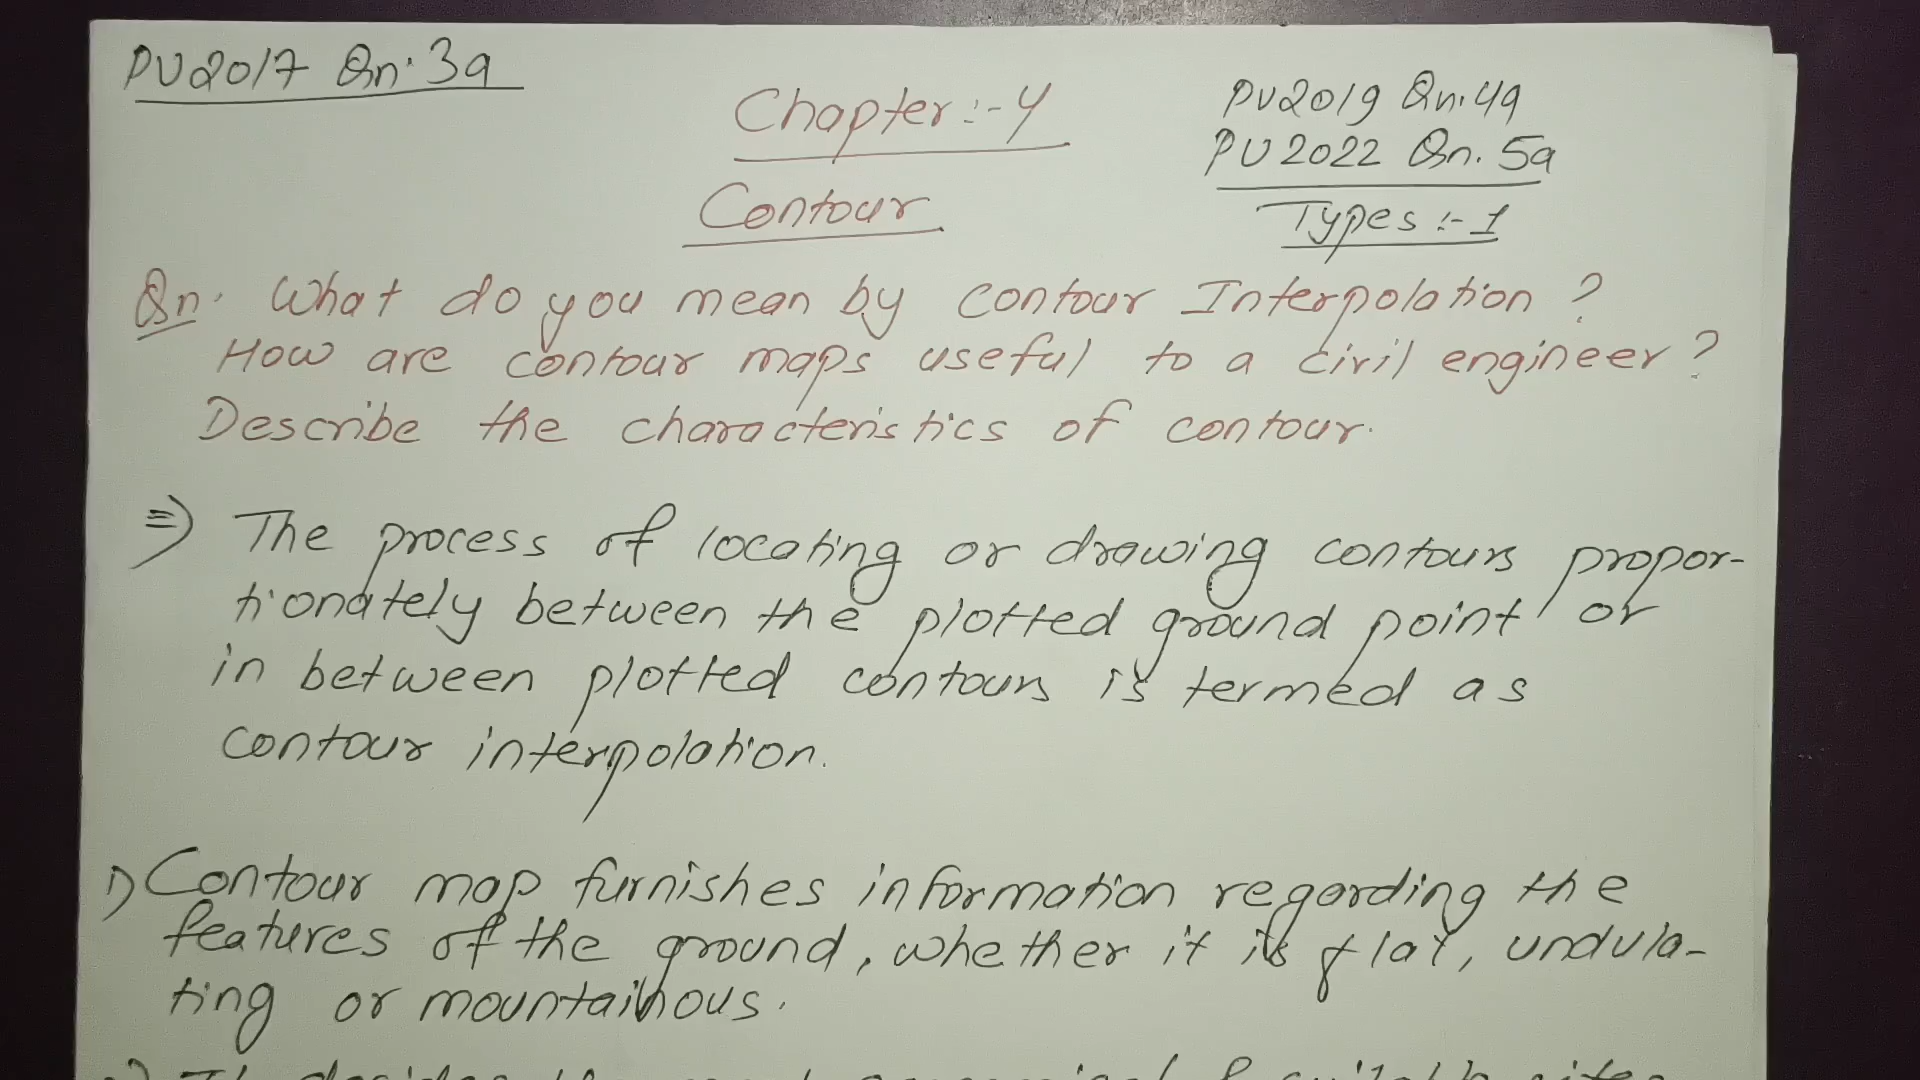 PU2017 Qn. 3a
Chapter :- 4
PU2019 Qn. 4a
PU 2022 Qn. 5a
Contour
Types :- 1
Qn. What do you mean by contour Interpolation ?
How are contour maps useful to a civil engineer ?
Describe the characteristics of contour.
⇒ The process of locating or drawing contours propor-
tionately between the plotted ground point or
in between plotted contours is termed as
contour interpolation.
1) Contour map furnishes information regarding the
features of the ground, whether it is flat, undula-
ting or mountainous.